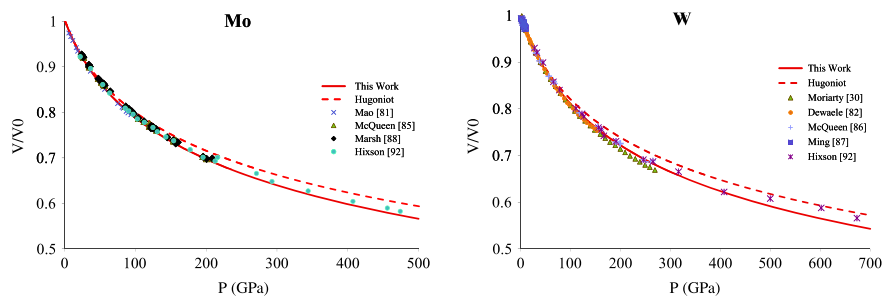 Mo
V/V0
1
0.9
0.8
0.7
0.6
0.5
0 100 200 300 400 500
P (GPa)
This Work
Hugoniot
Mao [81]
McQueen [85]
Marsh [88]
Hixson [92]
W
V/V0
1
0.9
0.8
0.7
0.6
0.5
0 100 200 300 400 500 600 700
P (GPa)
This Work
Hugoniot
Moriarty [30]
Dewaele [82]
McQueen [86]
Ming [87]
Hixson [92]